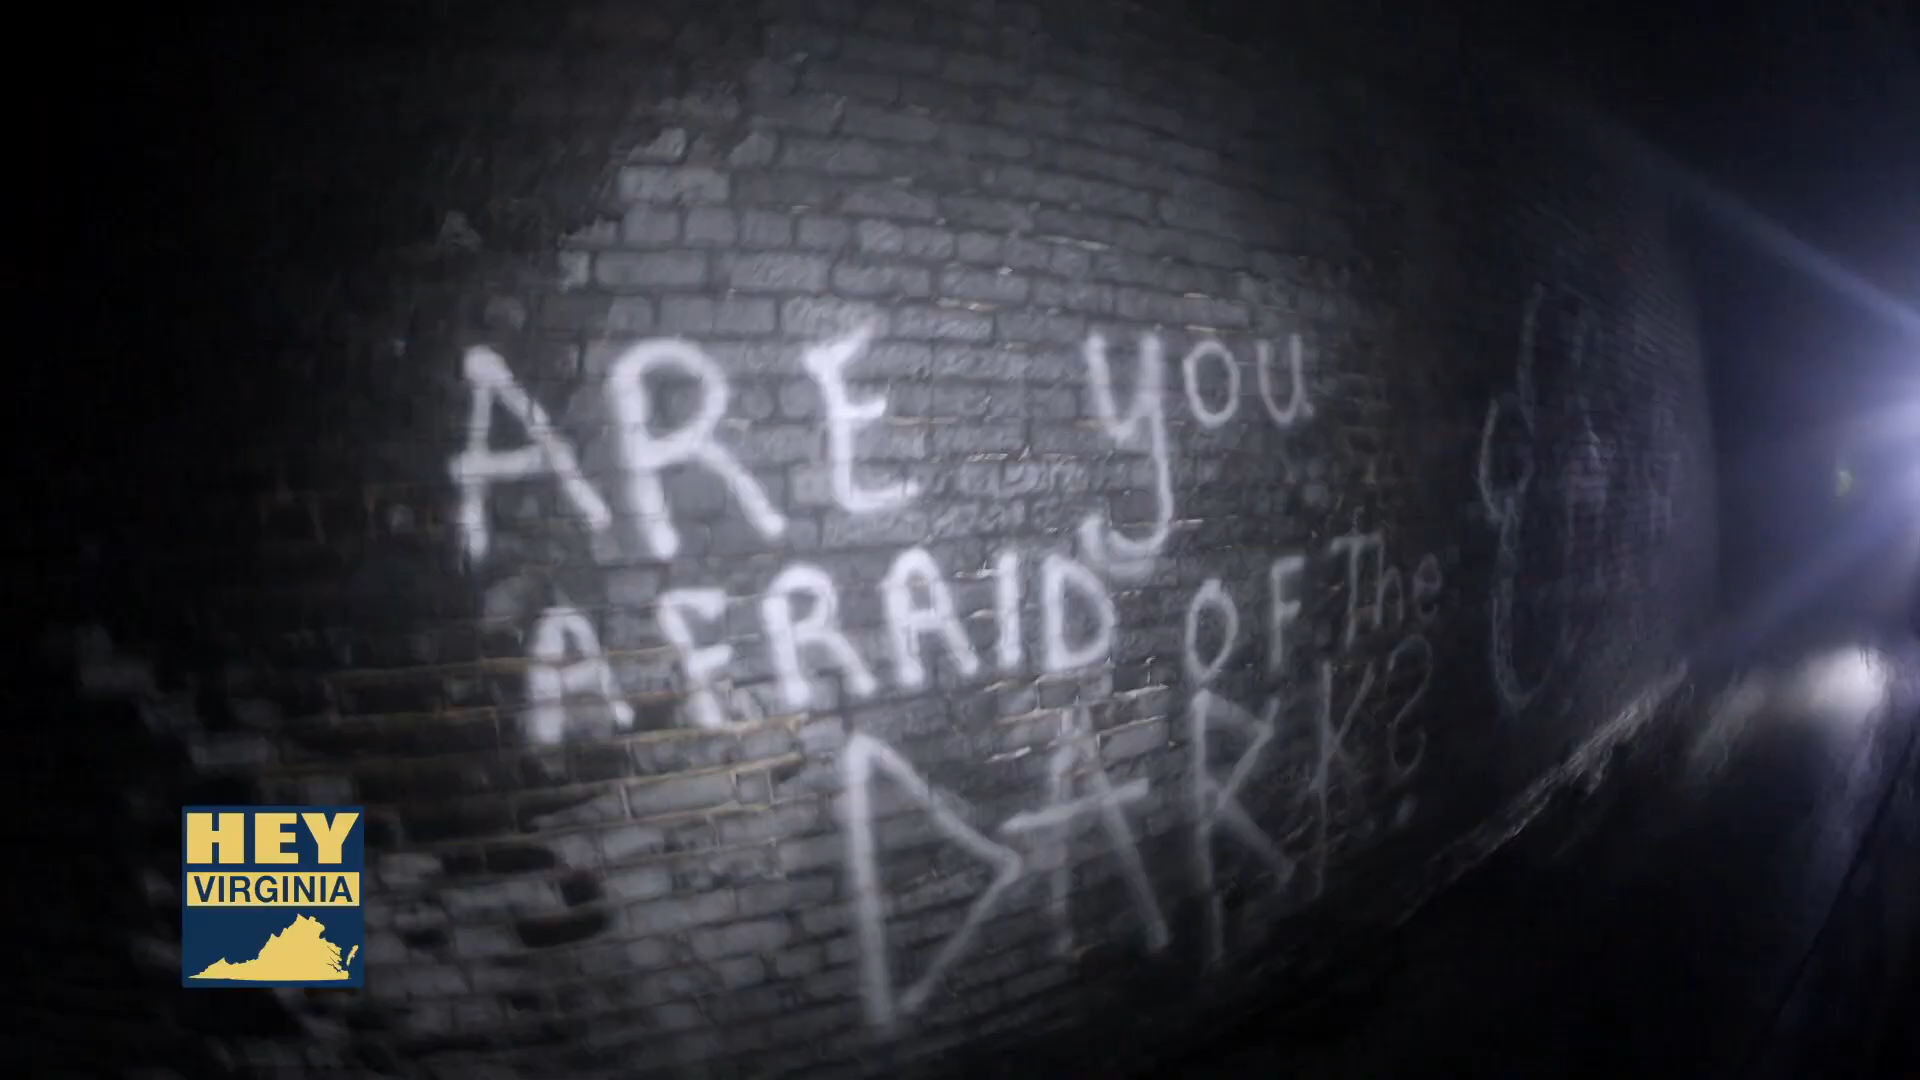 ARE you
AFRAID OF The
DARK?
HEY
VIRGINIA